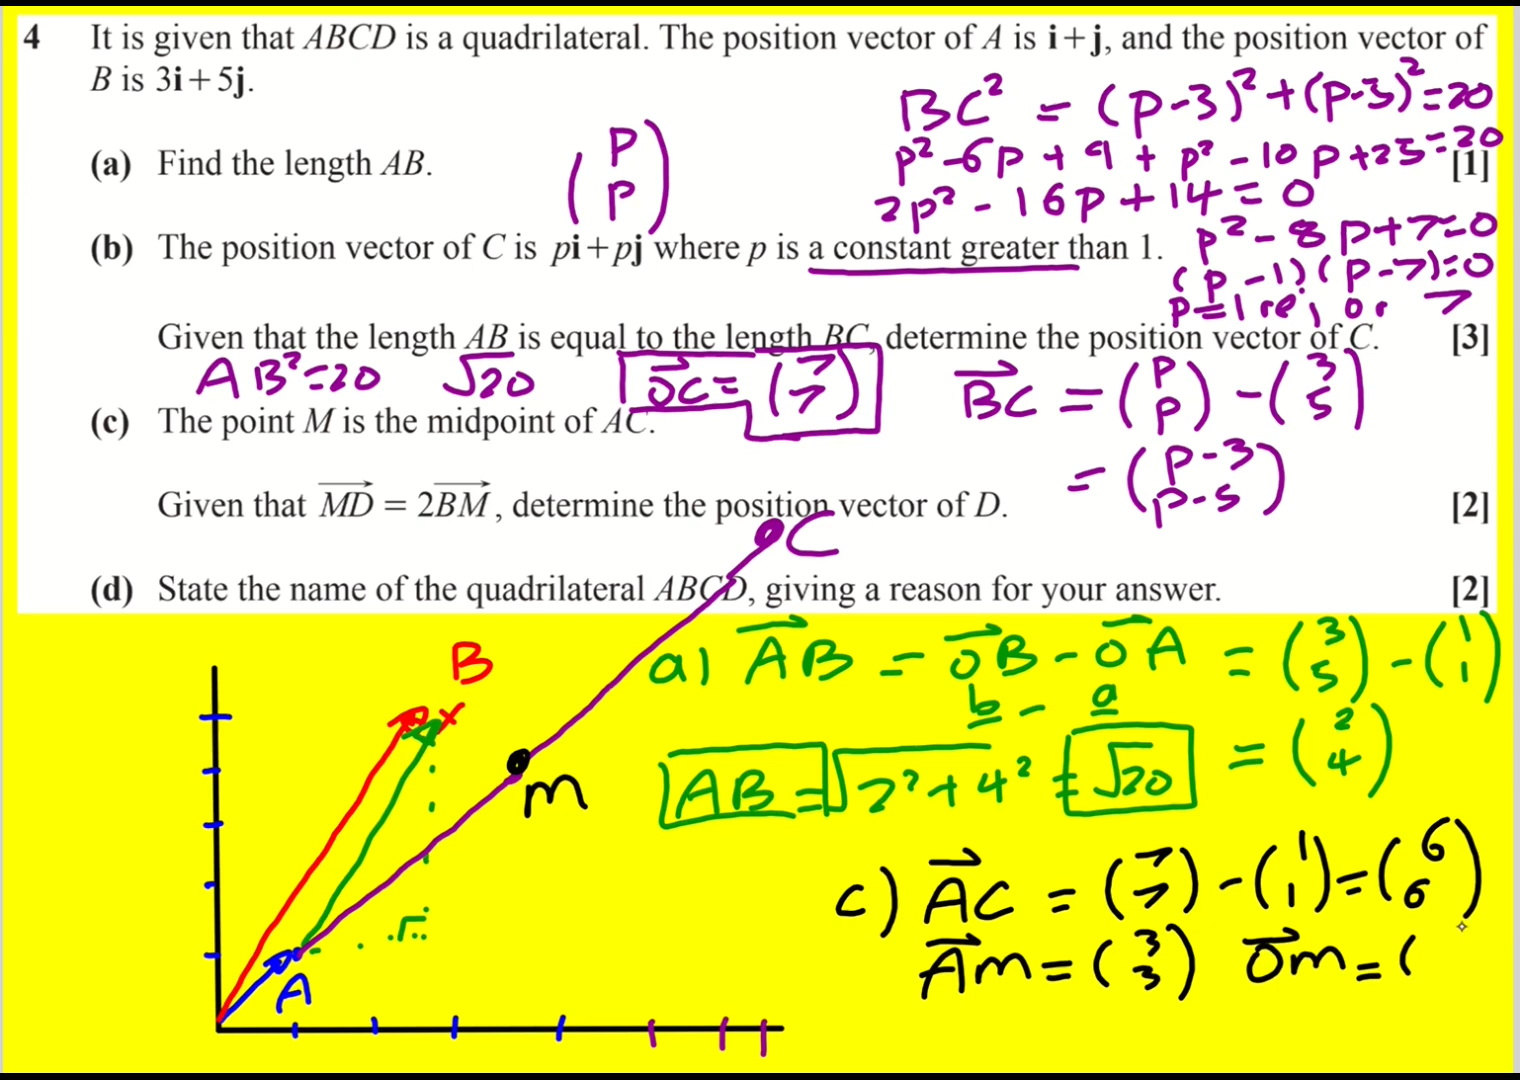 4 It is given that ABCD is a quadrilateral. The position vector of A is i+j, and the position vector of
B is 3i+5j.
BC² = (p-3)²+(p-3)²=20
(a) Find the length AB. [1]
(p p)
p²-6p+9+p²-10p+25=20
2p²-16p+14=0
(b) The position vector of C is pi+pj where p is a constant greater than 1.
p²-8p+7=0
(p-1)(p-7)=0
p=1 rej or 7
Given that the length AB is equal to the length BC, determine the position vector of C. [3]
AB²=20 √20 OC= (7 7) BC = (p p) - (3 5)
(c) The point M is the midpoint of AC.
= (p-3 p-5)
Given that MD = 2BM, determine the position vector of D. [2]
C
(d) State the name of the quadrilateral ABCD, giving a reason for your answer. [2]
B
a) AB = OB - OA = (3 5) - (1 1)
b - a
= (2 4)
AB = √2²+4² = √20
M
c) AC = (7 7) - (1 1) = (6 6)
A
AM = (3 3) OM = (